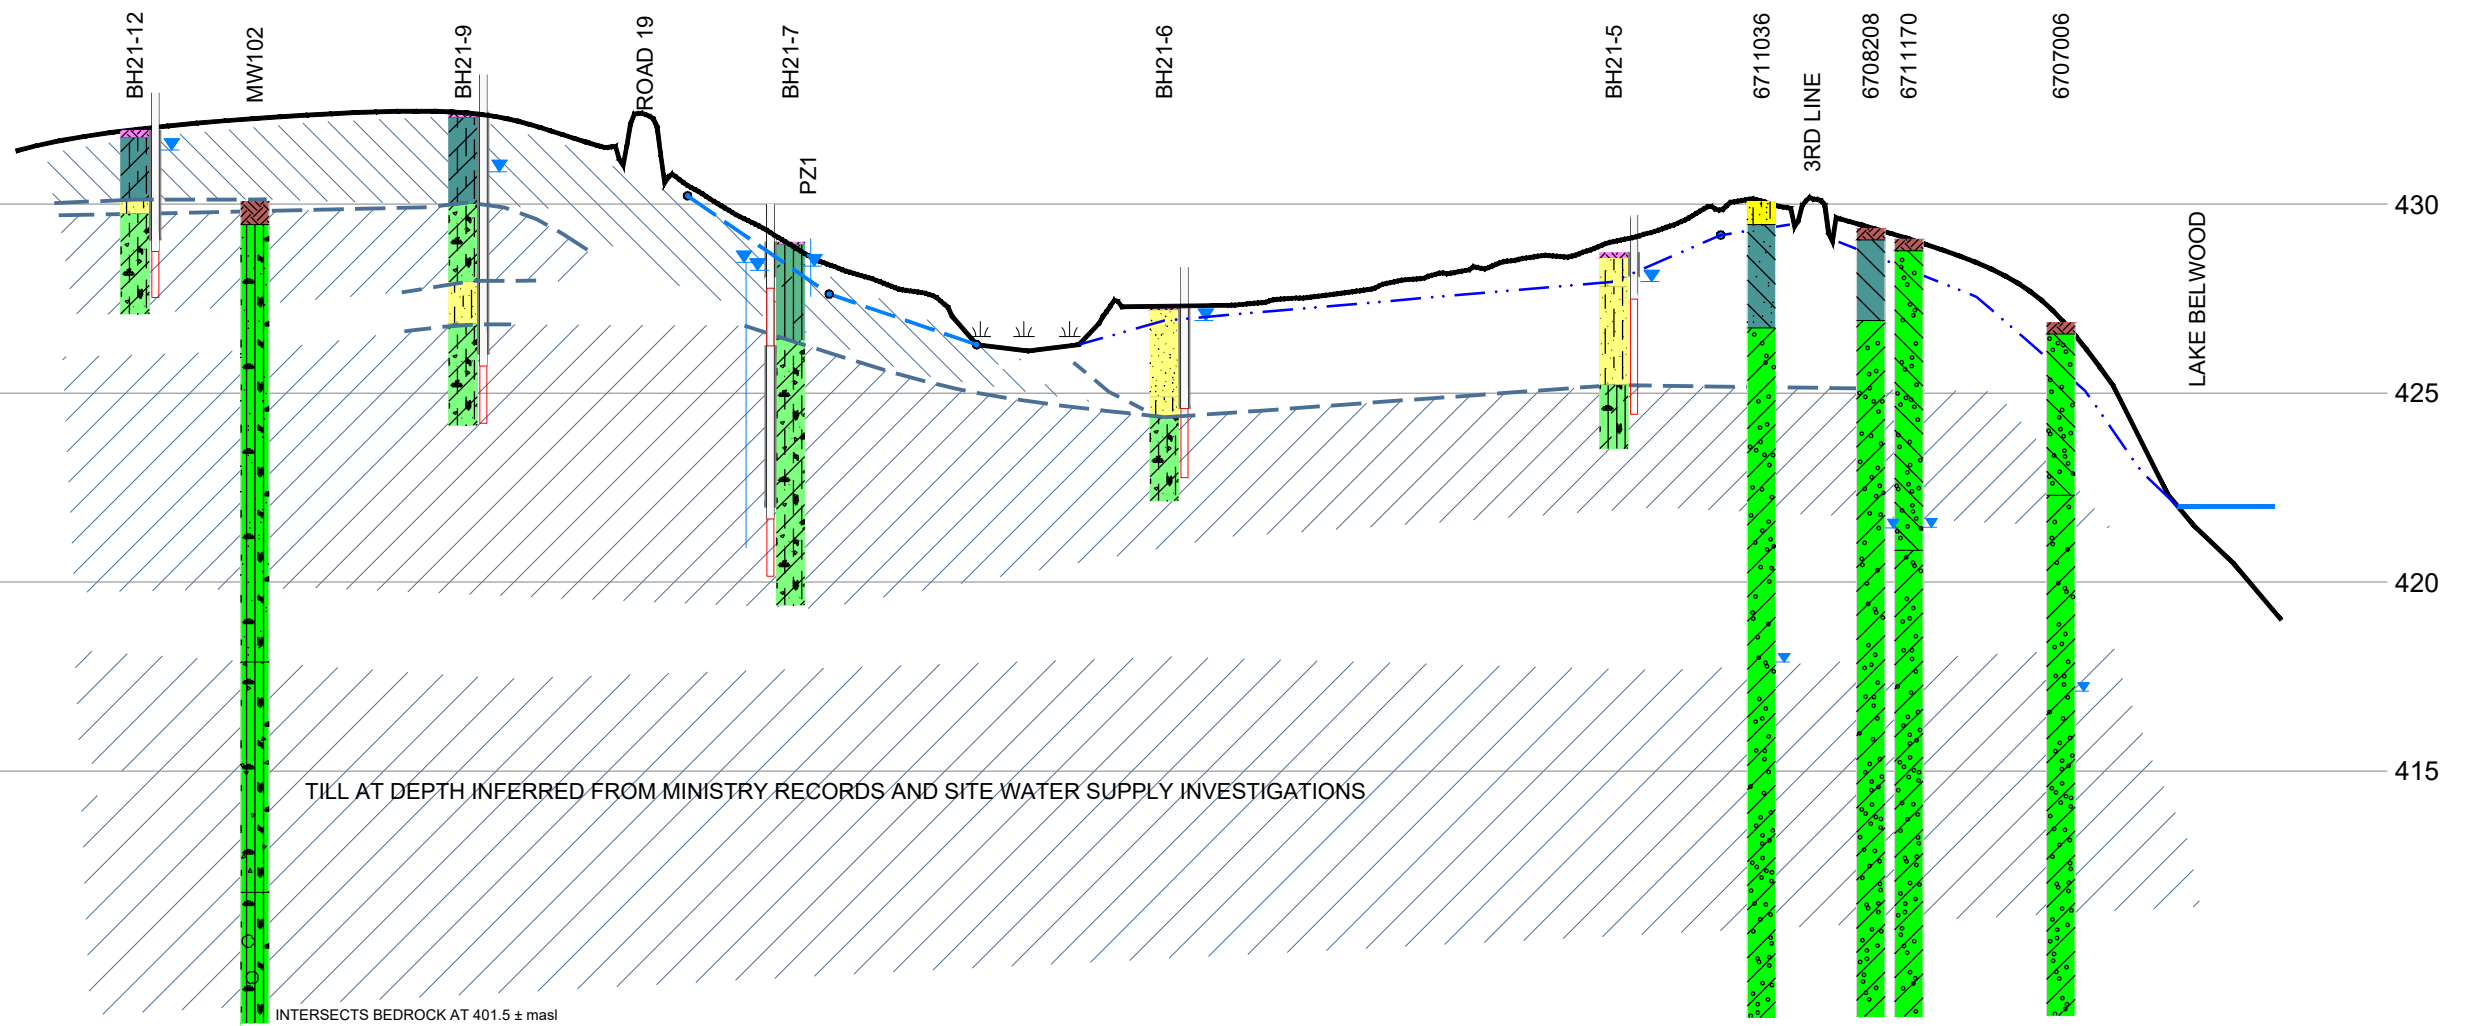 BH21-12
MW102
BH21-9
ROAD 19
BH21-7
PZ1
BH21-6
BH21-5
6711036
3RD LINE
6708208
6711170
6707006
LAKE BELWOOD
430
425
420
415
TILL AT DEPTH INFERRED FROM MINISTRY RECORDS AND SITE WATER SUPPLY INVESTIGATIONS
INTERSECTS BEDROCK AT 401.5 ± masl